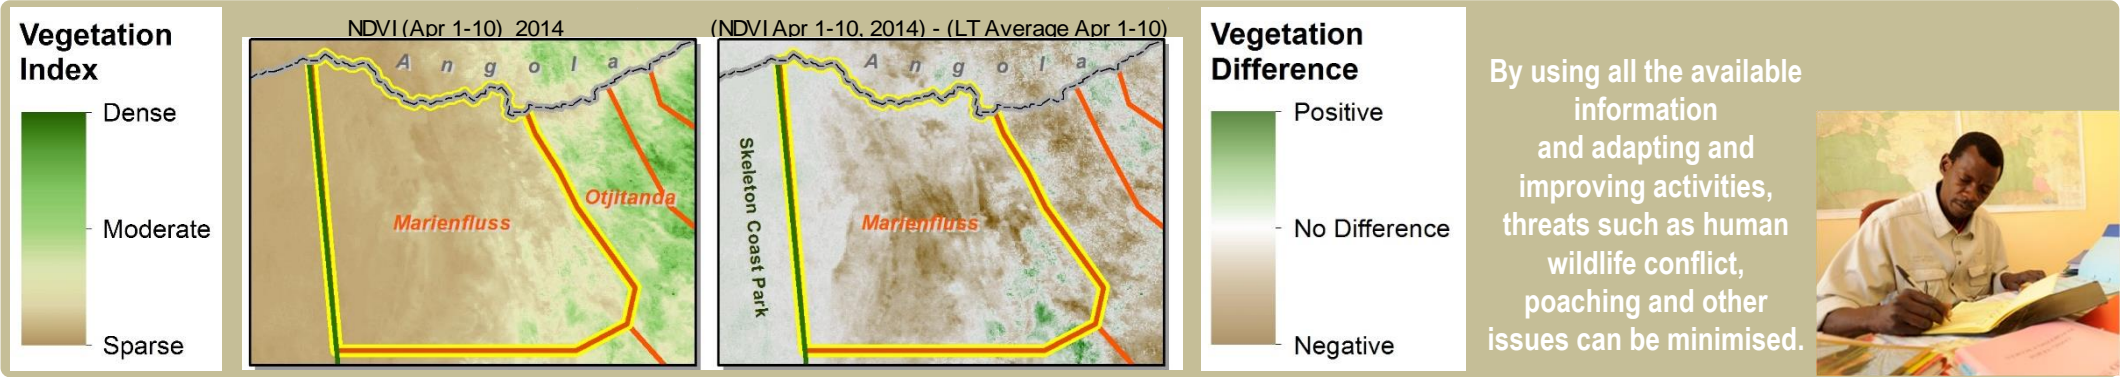 Vegetation
Index
Dense
Moderate
Sparse
NDVI (Apr 1-10) 2014
Angola
Otjitanda
Marienfluss
(NDVI Apr 1-10, 2014) - (LT Average Apr 1-10)
Angola
Skeleton Coast Park
Marienfluss
Vegetation
Difference
Positive
No Difference
Negative
By using all the available
information
and adapting and
improving activities,
threats such as human
wildlife conflict,
poaching and other
issues can be minimised.